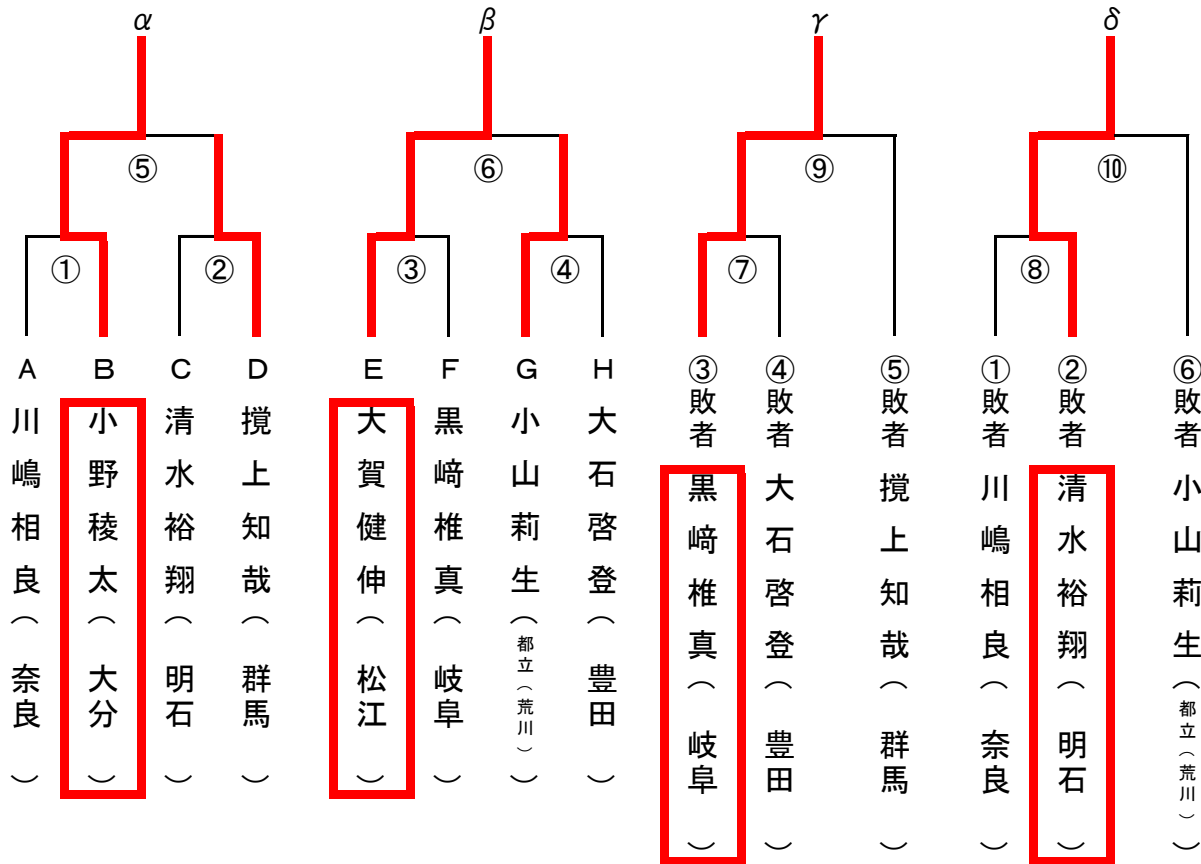 α
β
γ
δ
⑤
⑥
⑨
⑩
①
②
③
④
⑦
⑧
A
川嶋相良（奈良）
B
小野稜太（大分）
C
清水裕翔（明石）
D
撹上知哉（群馬）
E
大賀健伸（松江）
F
黒﨑椎真（岐阜）
G
小山莉生（都立（荒川））
H
大石啓登（豊田）
③敗者
黒﨑椎真（岐阜）
④敗者
大石啓登（豊田）
⑤敗者
撹上知哉（群馬）
①敗者
川嶋相良（奈良）
②敗者
清水裕翔（明石）
⑥敗者
小山莉生（都立（荒川））